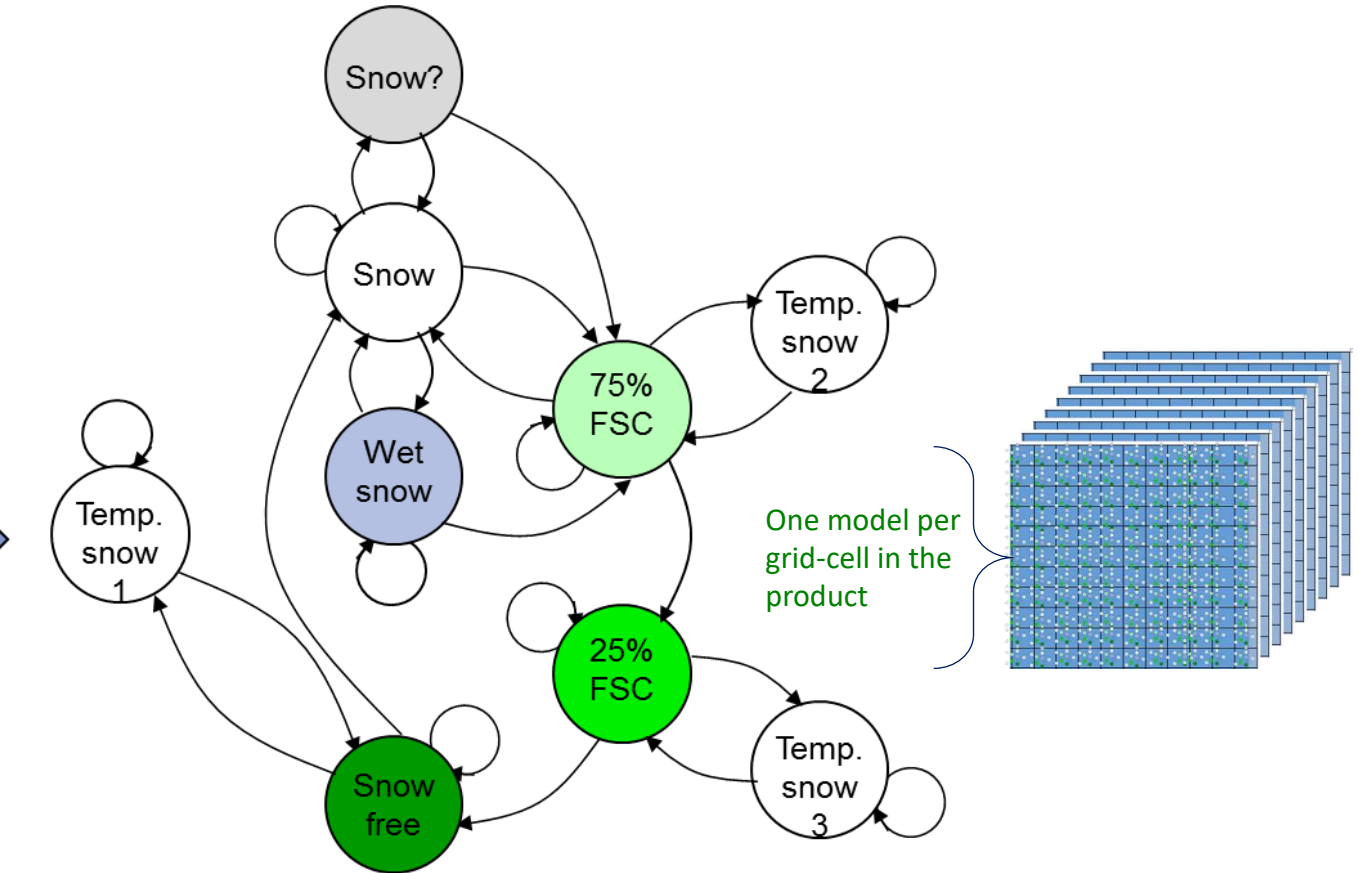 Snow?
Snow
Temp.
snow
2
75%
FSC
Wet
snow
Temp.
snow
1
One model per
grid-cell in the
product
25%
FSC
Temp.
snow
3
Snow
free